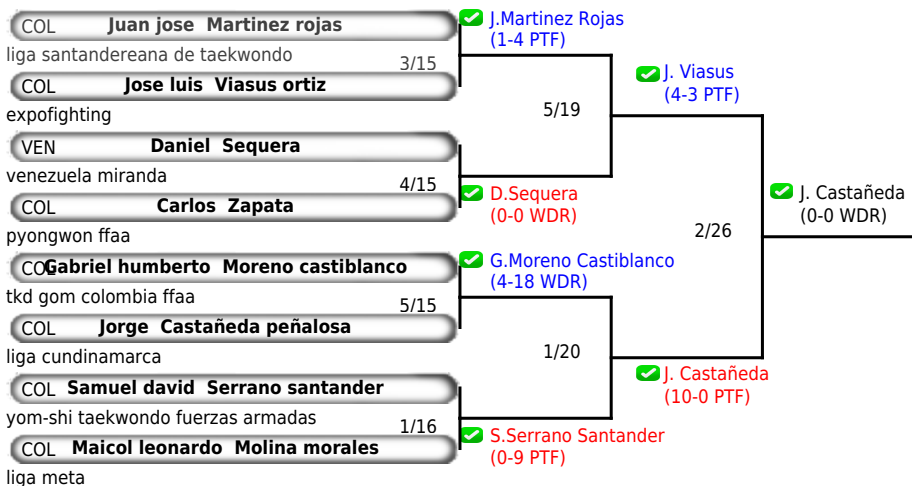 COL Juan jose Martinez rojas
liga santandereana de taekwondo
3/15
COL Jose luis Viasus ortiz
expofighting
VEN Daniel Sequera
venezuela miranda
4/15
COL Carlos Zapata
pyongwon ffaa
COL Gabriel humberto Moreno castiblanco
tkd gom colombia ffaa
5/15
COL Jorge Castañeda peñalosa
liga cundinamarca
COL Samuel david Serrano santander
yom-shi taekwondo fuerzas armadas
1/16
COL Maicol leonardo Molina morales
liga meta
J.Martinez Rojas
(1-4 PTF)
5/19
D.Sequera
(0-0 WDR)
G.Moreno Castiblanco
(4-18 WDR)
1/20
S.Serrano Santander
(0-9 PTF)
J. Viasus
(4-3 PTF)
2/26
J. Castañeda
(10-0 PTF)
J. Castañeda
(0-0 WDR)